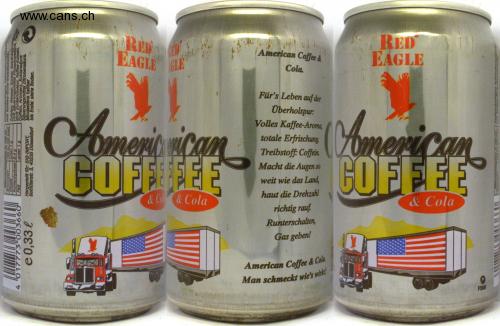 www.cans.ch
RED
EAGLE
American
COFFEE
& Cola
e 0,33 ℓ
American Coffee &
Cola.
Für's Leben auf der
Überholspur:
Volles Kaffee-Aroma,
totale Erfrischung.
Treibstoff: Coffein.
Macht die Augen so
weit wie das Land,
haut die Drehzahl
richtig rauf.
Runterschalten,
Gas geben!
American Coffee & Cola.
Man schmeckt wie's wirkt!
& Cola
RED
EAGLE
American
COFFEE
& Cola